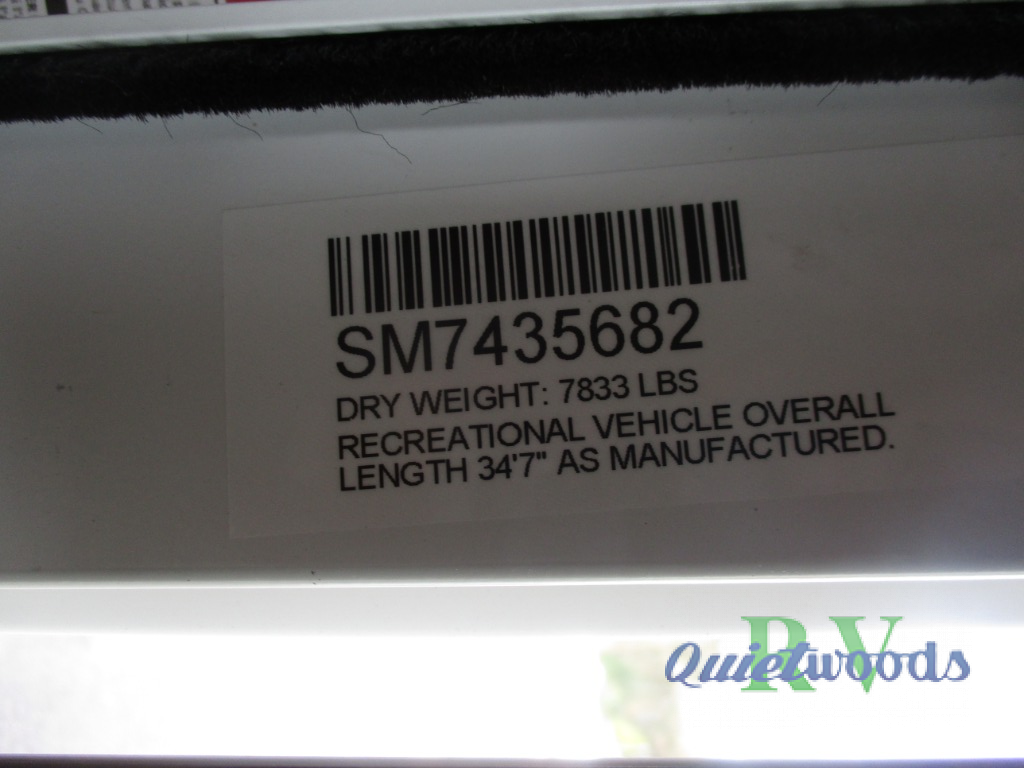 SM7435682
DRY WEIGHT: 7833 LBS
RECREATIONAL VEHICLE OVERALL
LENGTH 34'7" AS MANUFACTURED.
RV
Quietwoods